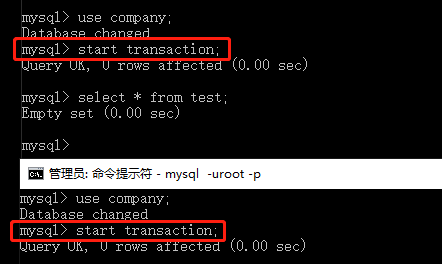 mysql> use company;
Database changed
mysql> start transaction;
Query OK, 0 rows affected (0.00 sec)
mysql> select * from test;
Empty set (0.00 sec)
mysql>
管理员: 命令提示符 - mysql -uroot -p
mysql> use company;
Database changed
mysql> start transaction;
Query OK, 0 rows affected (0.00 sec)